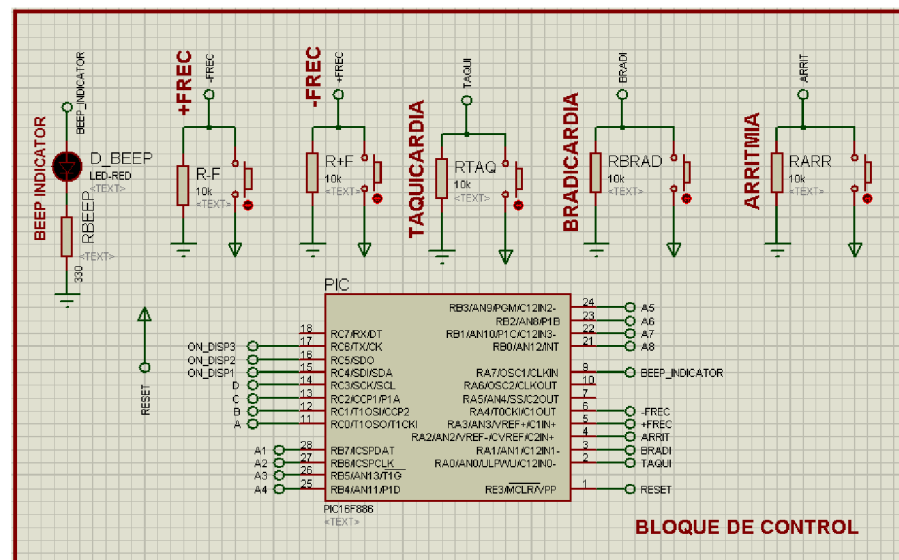 BEEP INDICATOR
BEEP_INDICATOR
D_BEEP
LED-RED
<TEXT>
RBEEP
<TEXT>
330
+FREC
-FREC
R-F
10k
<TEXT>
-FREC
+FREC
R+F
10k
<TEXT>
TAQUICARDIA
TAQUI
RTAQ
10k
<TEXT>
BRADICARDIA
BRADI
RBRAD
10k
<TEXT>
ARRITMIA
ARRIT
RARR
10k
<TEXT>
RESET
PIC
18 RC7/RX/DT
ON_DISP3 17 RC6/TX/CK
ON_DISP2 16 RC5/SDO
ON_DISP1 15 RC4/SDI/SDA
D 14 RC3/SCK/SCL
C 13 RC2/CCP1/P1A
B 12 RC1/T1OSI/CCP2
A 11 RC0/T1OSO/T1CKI
A1 28 RB7/ICSPDAT
A2 27 RB6/ICSPCLK
A3 26 RB5/AN13/T1G
A4 25 RB4/AN11/P1D
RB3/AN9/PGM/C12IN2- 24 A5
RB2/AN8/P1B 23 A6
RB1/AN10/P1C/C12IN3- 22 A7
RB0/AN12/INT 21 A8
RA7/OSC1/CLKIN 9 BEEP_INDICATOR
RA6/OSC2/CLKOUT 10
RA5/AN4/SS/C2OUT 7
RA4/T0CKI/C1OUT 6 -FREC
RA3/AN3/VREF+/C1IN+ 5 +FREC
RA2/AN2/VREF-/CVREF/C2IN+ 4 ARRIT
RA1/AN1/C12IN1- 3 BRADI
RA0/AN0/ULPWU/C12IN0- 2 TAQUI
RE3/MCLR/VPP 1 RESET
PIC16F886
<TEXT>
BLOQUE DE CONTROL